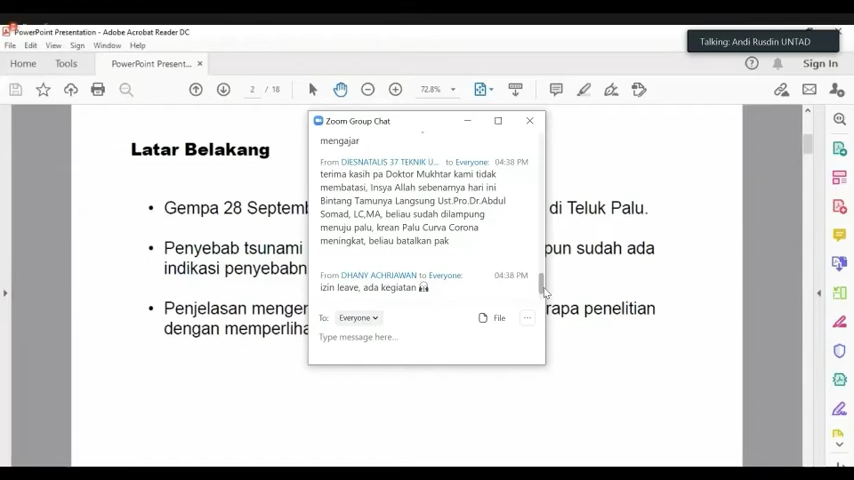 PowerPoint Presentation - Adobe Acrobat Reader DC
Talking: Andi Rusdin UNTAD
File Edit View Sign Window Help
Home Tools PowerPoint Present... × Sign In
2 / 18 72.8%
Zoom Group Chat
mengajar
From DIESNATALIS 37 TEKNIK U... to Everyone: 04:38 PM
terima kasih pa Doktor Mukhtar kami tidak
membatasi, Insya Allah sebenarnya hari ini
Bintang Tamunya Langsung Ust.Pro.Dr.Abdul
Somad, LC,MA, beliau sudah dilampung
menuju palu, krean Palu Curva Corona
meningkat, beliau batalkan pak
From DHANY ACHRIAWAN to Everyone: 04:38 PM
izin leave, ada kegiatan
To: Everyone File ...
Type message here...
Latar Belakang
• Gempa 28 Septem di Teluk Palu.
• Penyebab tsunami pun sudah ada
indikasi penyebabn
• Penjelasan menge rapa penelitian
dengan memperliha